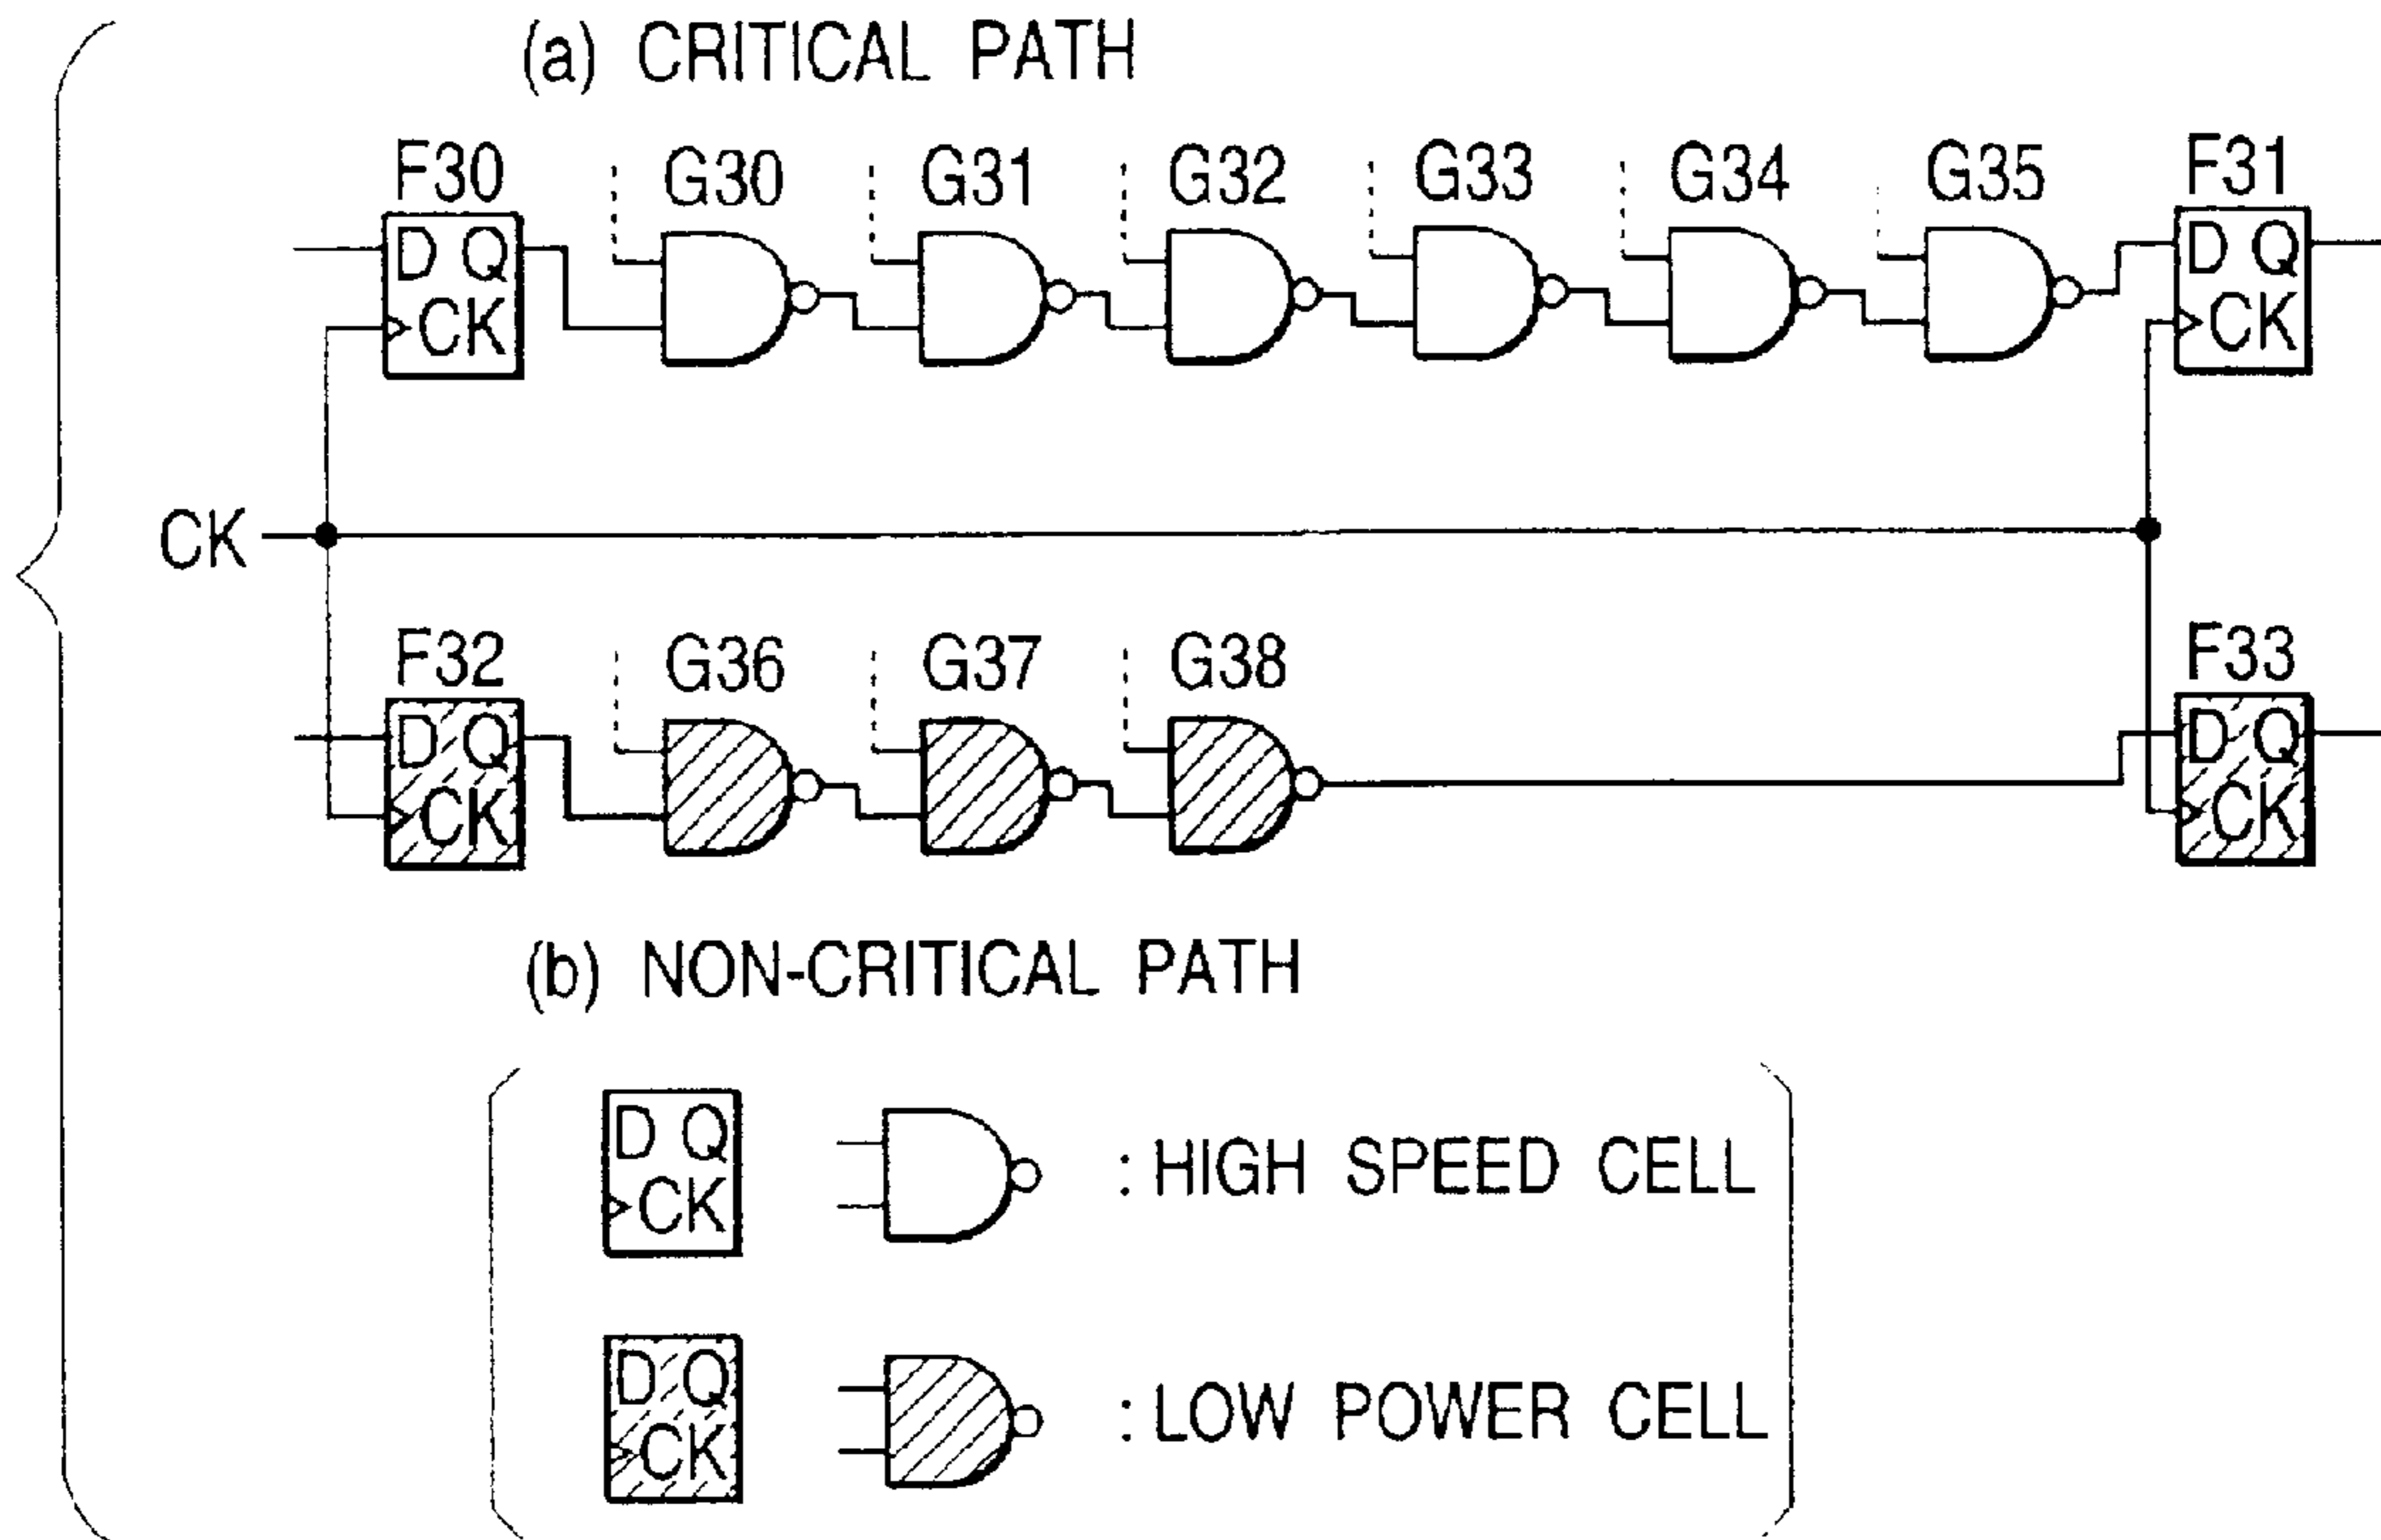 (a) CRITICAL PATH
F30 G30 G31 G32 G33 G34 G35 F31
D Q D Q
CK CK
CK
F32 G36 G37 G38 F33
D Q D Q
CK CK
(b) NON-CRITICAL PATH
D Q
CK : HIGH SPEED CELL
D Q
CK : LOW POWER CELL